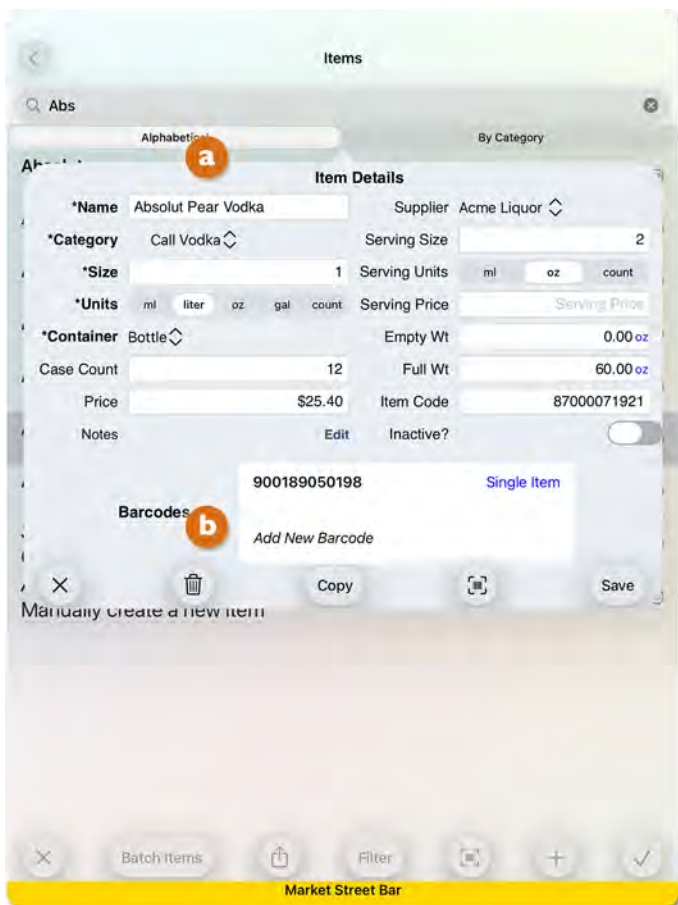 Items
Abs
Alphabetical
By Category
a
Item Details
*Name Absolut Pear Vodka
Supplier Acme Liquor
*Category Call Vodka
Serving Size 2
*Size 1
Serving Units ml oz count
*Units ml liter oz gal count
Serving Price Serving Price
*Container Bottle
Empty Wt 0.00 oz
Case Count 12
Full Wt 60.00 oz
Price $25.40
Item Code 87000071921
Notes Edit
Inactive?
900189050198 Single Item
Barcodes
b
Add New Barcode
Copy
Save
Manually create a new item
Batch Items
Filter
Market Street Bar